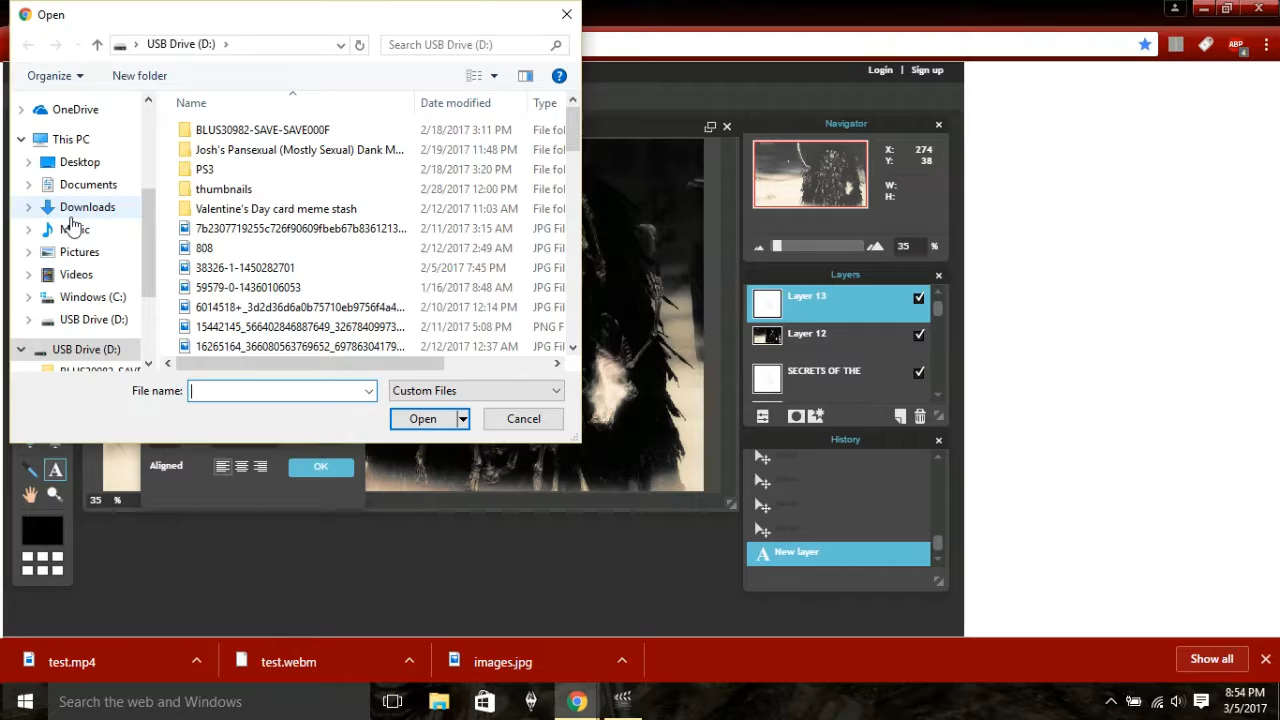 Open
USB Drive (D:)
Search USB Drive (D:)
Organize
New folder
Login | Sign up
OneDrive
This PC
Desktop
Documents
Downloads
Pictures
Videos
Windows (C:)
USB Drive (D:)
USB Drive (D:)
Name
Date modified
Type
BLUS30982-SAVE-SAVE000F 2/18/2017 3:11 PM File fol
Josh's Pansexual (Mostly Sexual) Dank M... 2/19/2017 11:48 PM File fol
PS3 2/18/2017 3:20 PM File fol
thumbnails 2/28/2017 12:00 PM File fol
Valentine's Day card meme stash 2/12/2017 11:03 AM File fol
7b2307719255c726f90609fbeb67b8361213... 2/11/2017 3:15 AM JPG Fil
808 2/12/2017 2:49 AM JPG Fil
38326-1-1450282701 2/5/2017 7:45 PM JPG Fil
59579-0-14360106053 1/16/2017 8:48 AM JPG Fil
6014518+_3d2d36d6a0b75710eb9756f4a4... 2/10/2017 12:14 PM JPG Fil
15442145_566402846887649_32678409973... 2/11/2017 5:08 PM PNG F
16265164_366080563769652_69786304179... 2/12/2017 12:37 AM JPG Fil
File name:
Custom Files
Open
Cancel
Aligned
OK
35 %
Navigator
X: 274
Y: 38
W:
H:
35 %
Layers
Layer 13
Layer 12
SECRETS OF THE
History
A New layer
A
ABP
4
test.mp4
test.webm
images.jpg
Show all
Search the web and Windows
8:54 PM
3/5/2017